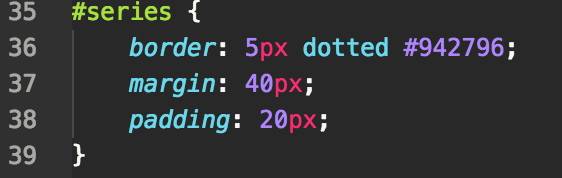 35 #series {
36     border: 5px dotted #942796;
37     margin: 40px;
38     padding: 20px;
39 }